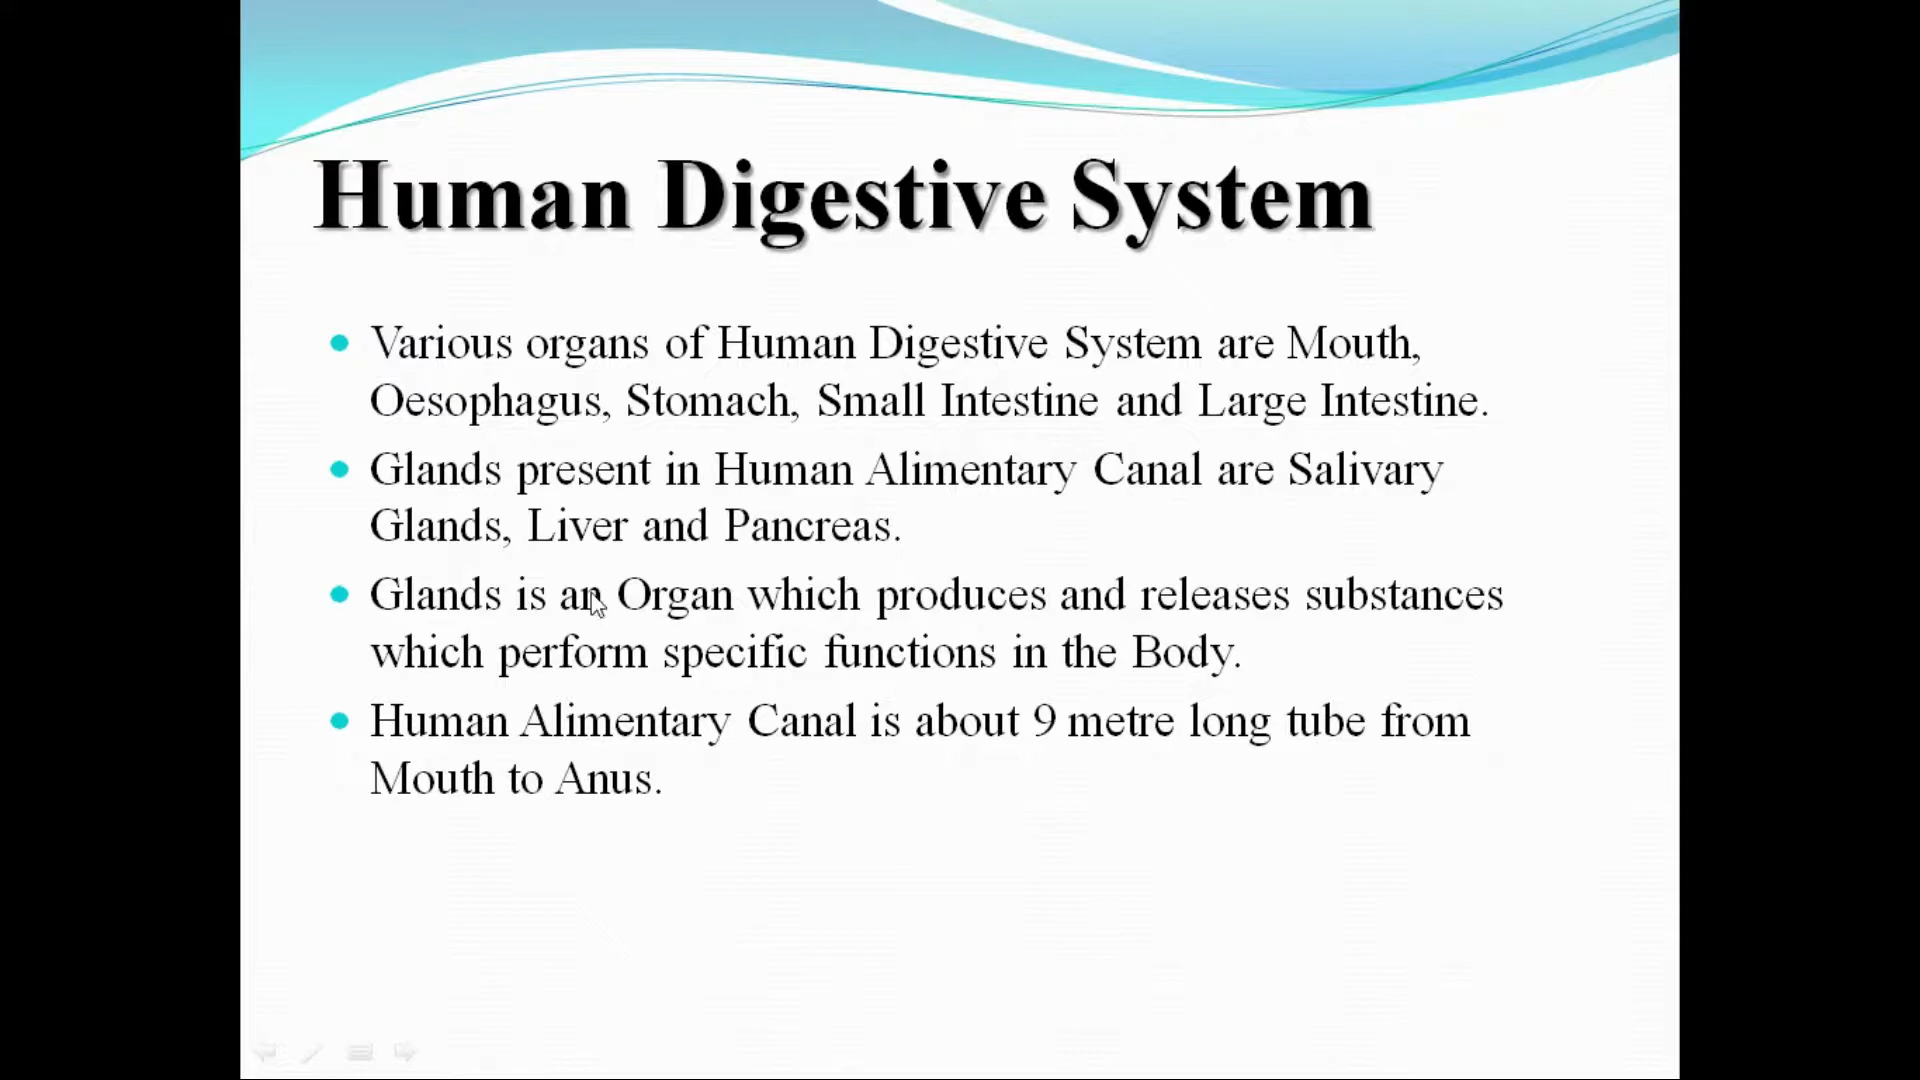 Human Digestive System
Various organs of Human Digestive System are Mouth,
Oesophagus, Stomach, Small Intestine and Large Intestine.
Glands present in Human Alimentary Canal are Salivary
Glands, Liver and Pancreas.
Glands is an Organ which produces and releases substances
which perform specific functions in the Body.
Human Alimentary Canal is about 9 metre long tube from
Mouth to Anus.